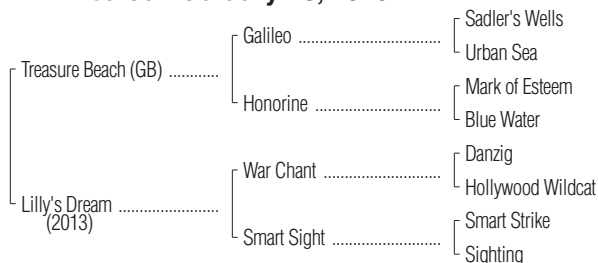 Galileo
Sadler's Wells
Urban Sea
Treasure Beach (GB)
Honorine
Mark of Esteem
Blue Water
War Chant
Danzig
Hollywood Wildcat
Lilly's Dream
(2013)
Smart Sight
Smart Strike
Sighting